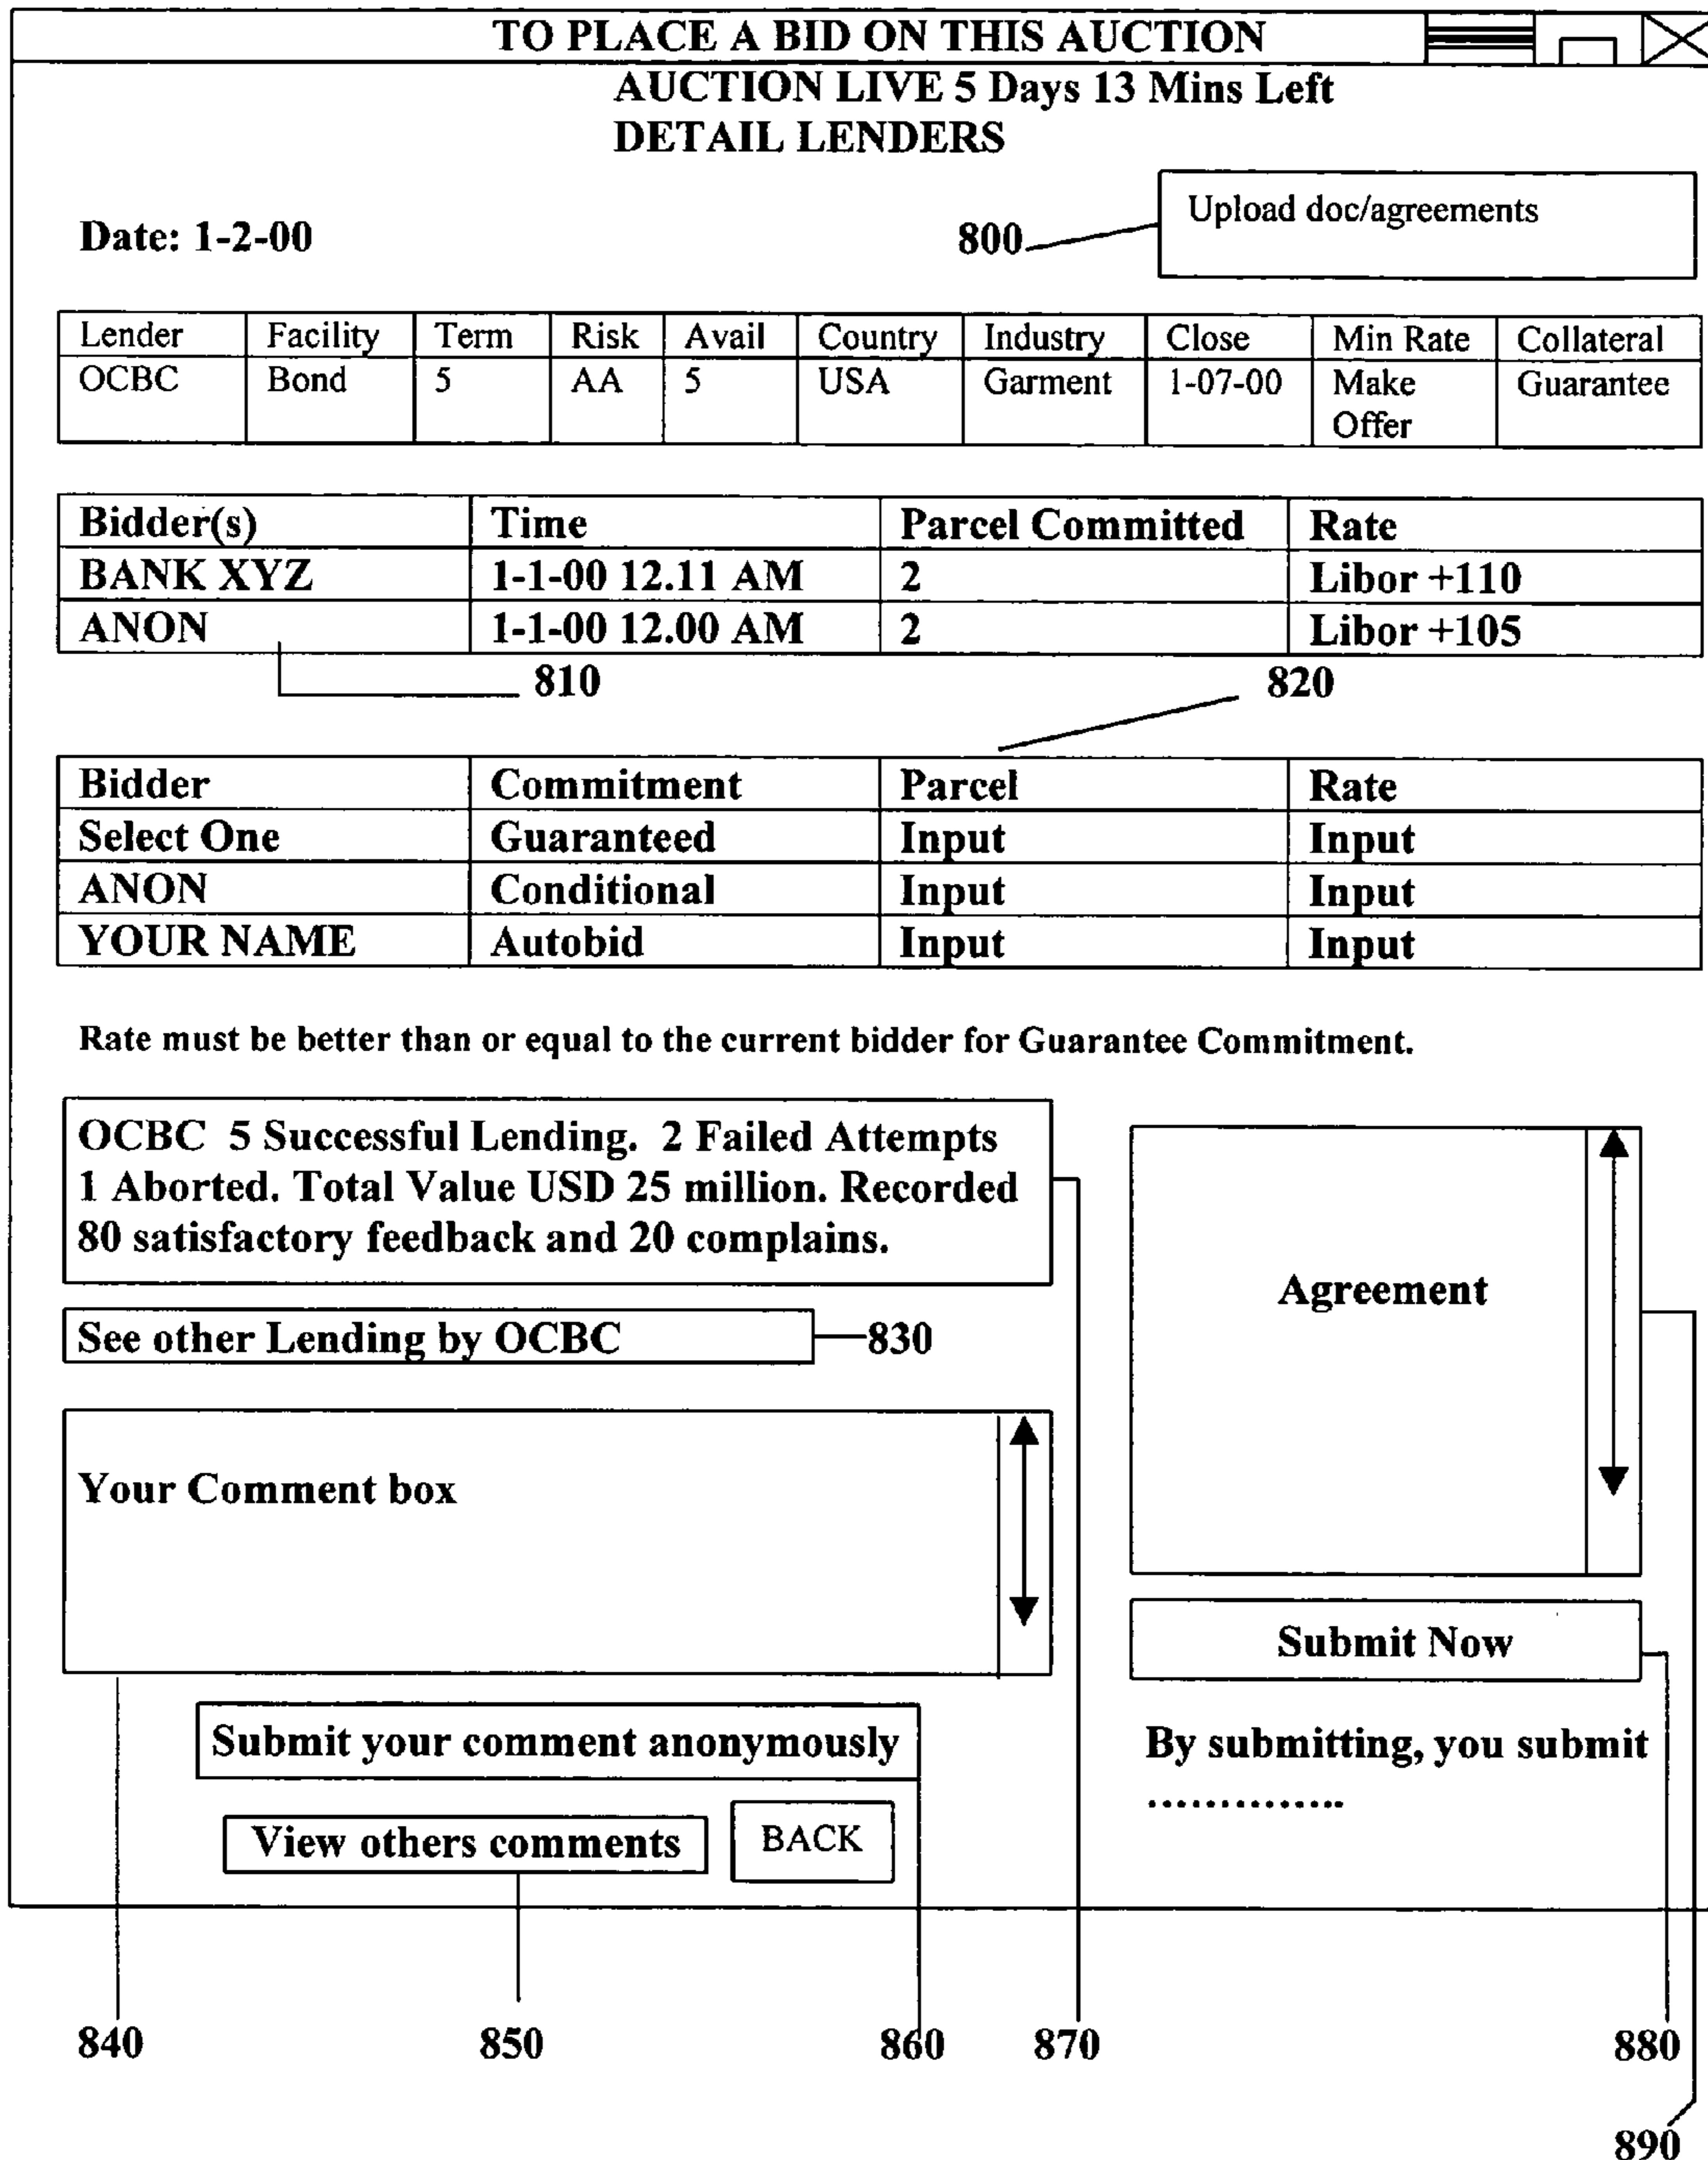 TO PLACE A BID ON THIS AUCTION
AUCTION LIVE 5 Days 13 Mins Left
DETAIL LENDERS
Upload doc/agreements
Date: 1-2-00
800
Lender Facility Term Risk Avail Country Industry Close Min Rate Collateral
OCBC Bond 5 AA 5 USA Garment 1-07-00 Make Guarantee
Offer
Bidder(s) Time Parcel Committed Rate
BANK XYZ 1-1-00 12.11 AM 2 Libor +110
ANON 1-1-00 12.00 AM 2 Libor +105
810 820
Bidder Commitment Parcel Rate
Select One Guaranteed Input Input
ANON Conditional Input Input
YOUR NAME Autobid Input Input
Rate must be better than or equal to the current bidder for Guarantee Commitment.
OCBC 5 Successful Lending. 2 Failed Attempts
1 Aborted. Total Value USD 25 million. Recorded
80 satisfactory feedback and 20 complains.
Agreement
See other Lending by OCBC 830
Your Comment box
Submit Now
Submit your comment anonymously
By submitting, you submit
...............
View others comments BACK
840 850 860 870 880
890